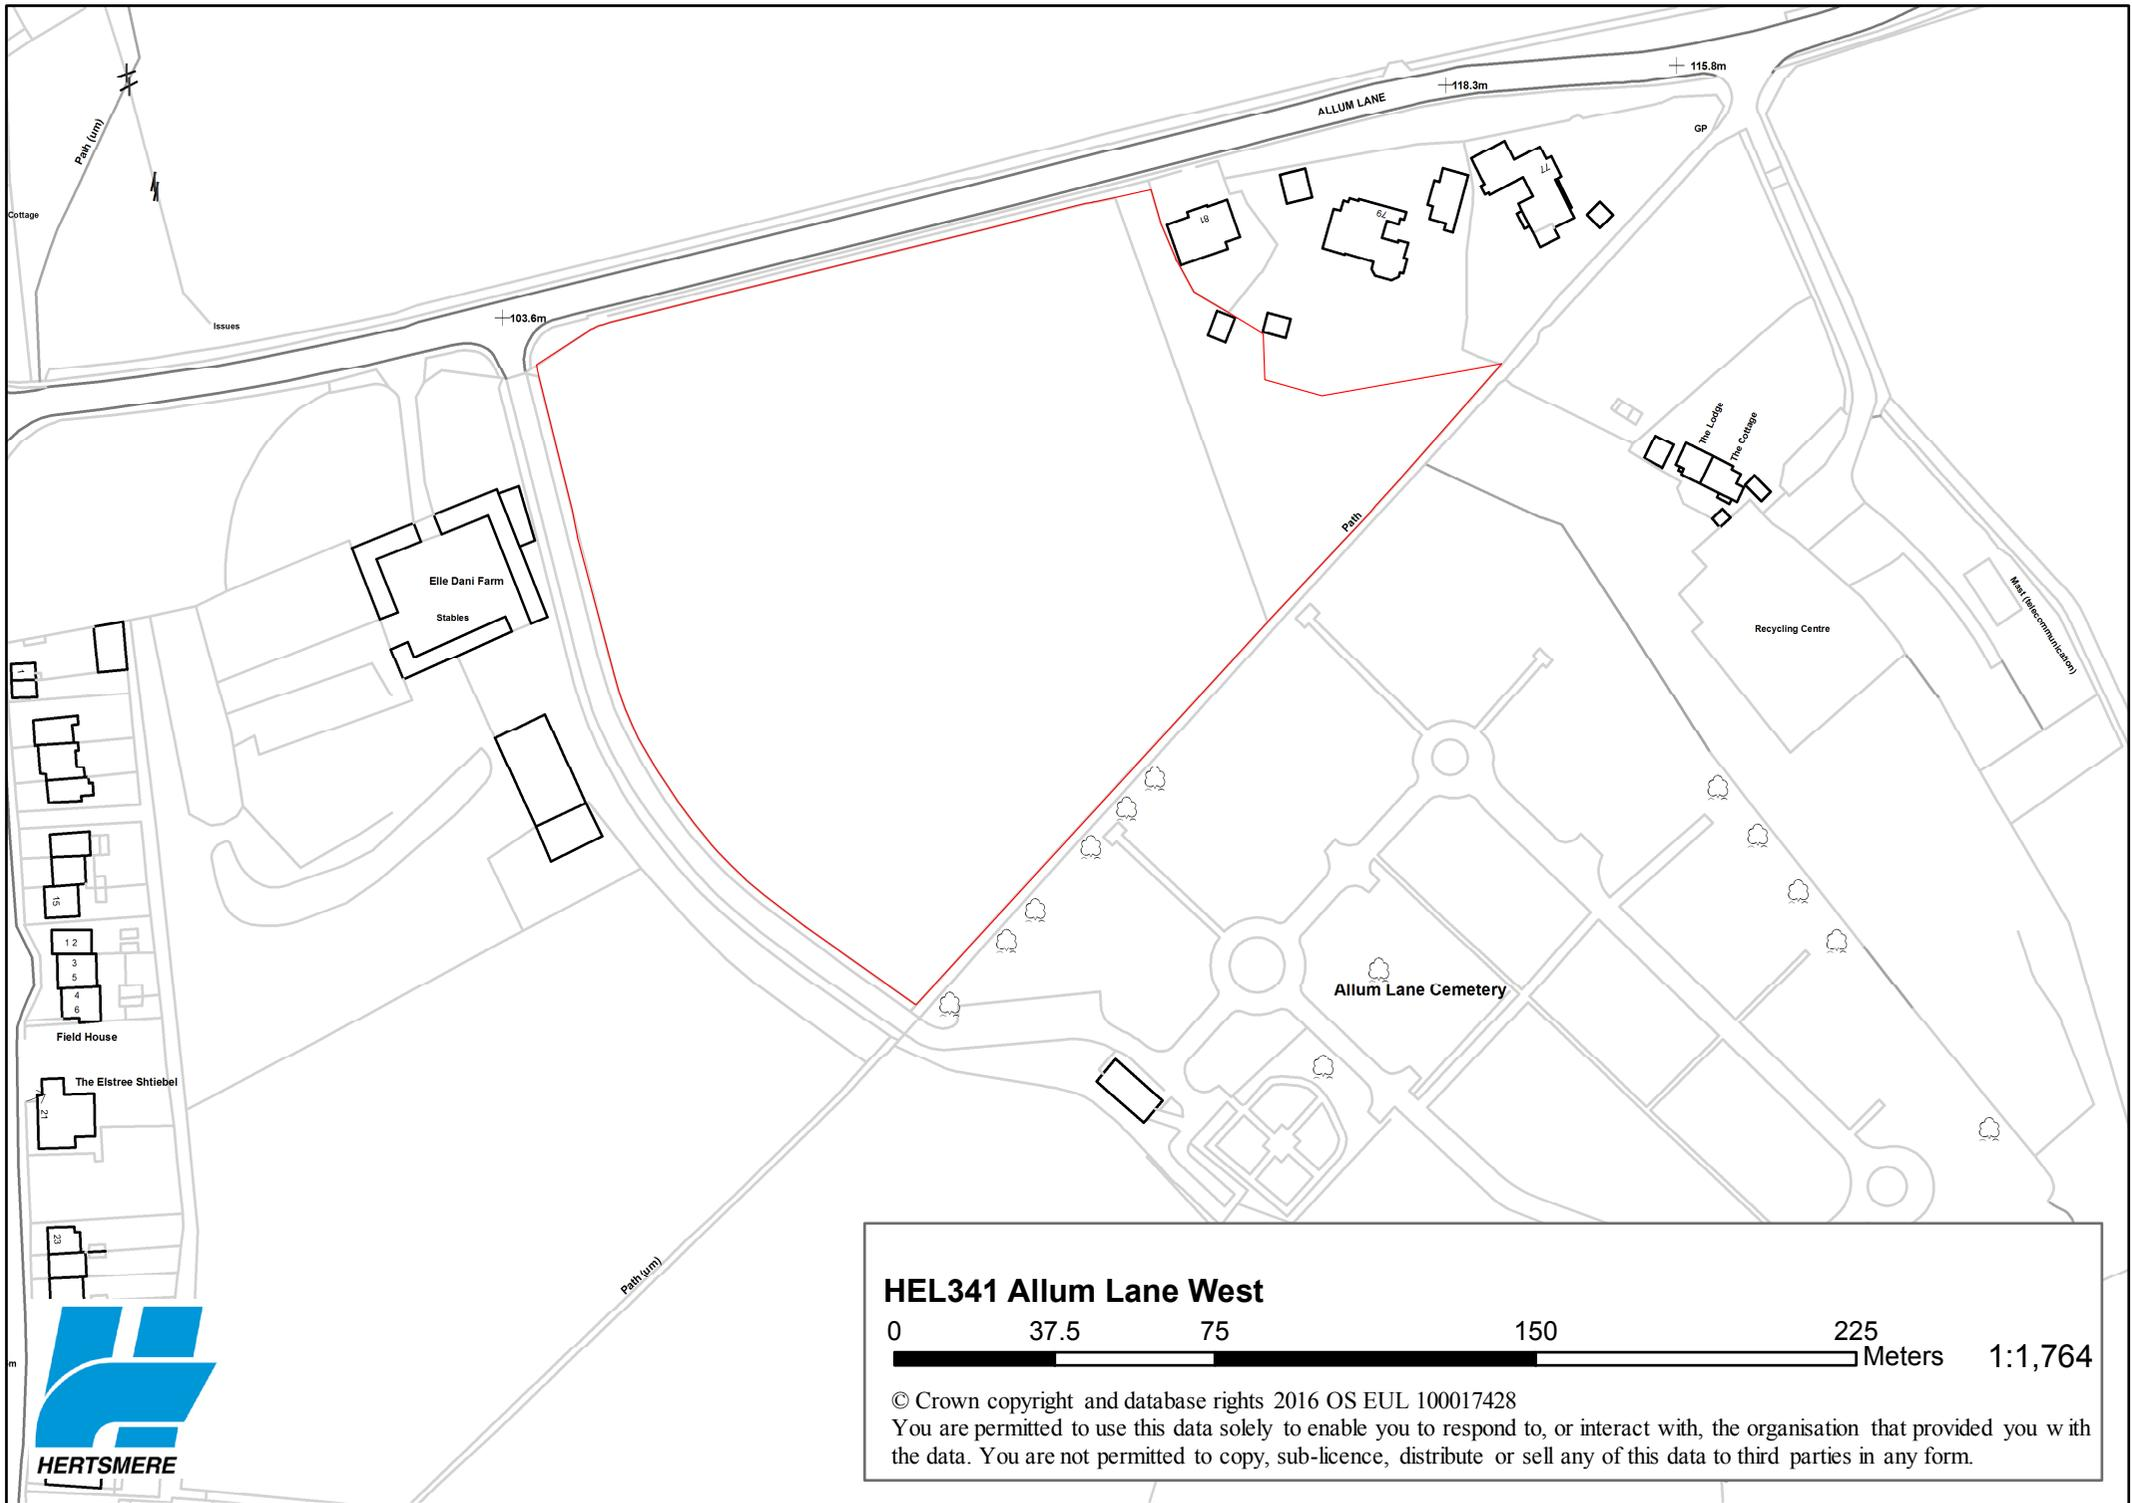 115.8m
118.3m
ALLUM LANE
GP
Path (um)
77
Cottage
81
79
Issues
103.6m
The Lodge
The Cottage
Path
Elle Dani Farm
Stables
Mast (telecommunication)
Recycling Centre
1
15
1 2
3
5
4
6
Allum Lane Cemetery
Field House
The Elstree Shtiebel
21
23
Path (um)
HEL341 Allum Lane West
0 37.5 75 150 225
Meters 1:1,764
m
© Crown copyright and database rights 2016 OS EUL 100017428
You are permitted to use this data solely to enable you to respond to, or interact with, the organisation that provided you with
the data. You are not permitted to copy, sub-licence, distribute or sell any of this data to third parties in any form.
HERTSMERE